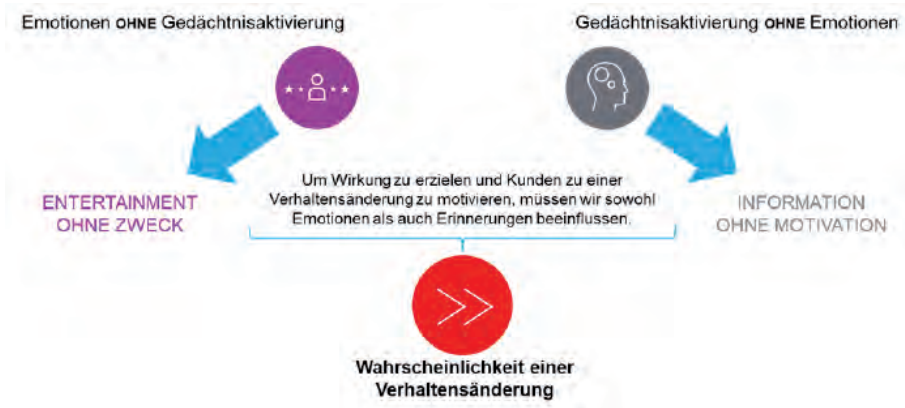 Emotionen OHNE Gedächtnisaktivierung
Gedächtnisaktivierung OHNE Emotionen
Um Wirkung zu erzielen und Kunden zu einer
Verhaltensänderung zu motivieren, müssen wir sowohl
Emotionen als auch Erinnerungen beeinflussen.
ENTERTAINMENT
OHNE ZWECK
INFORMATION
OHNE MOTIVATION
Wahrscheinlichkeit einer
Verhaltensänderung